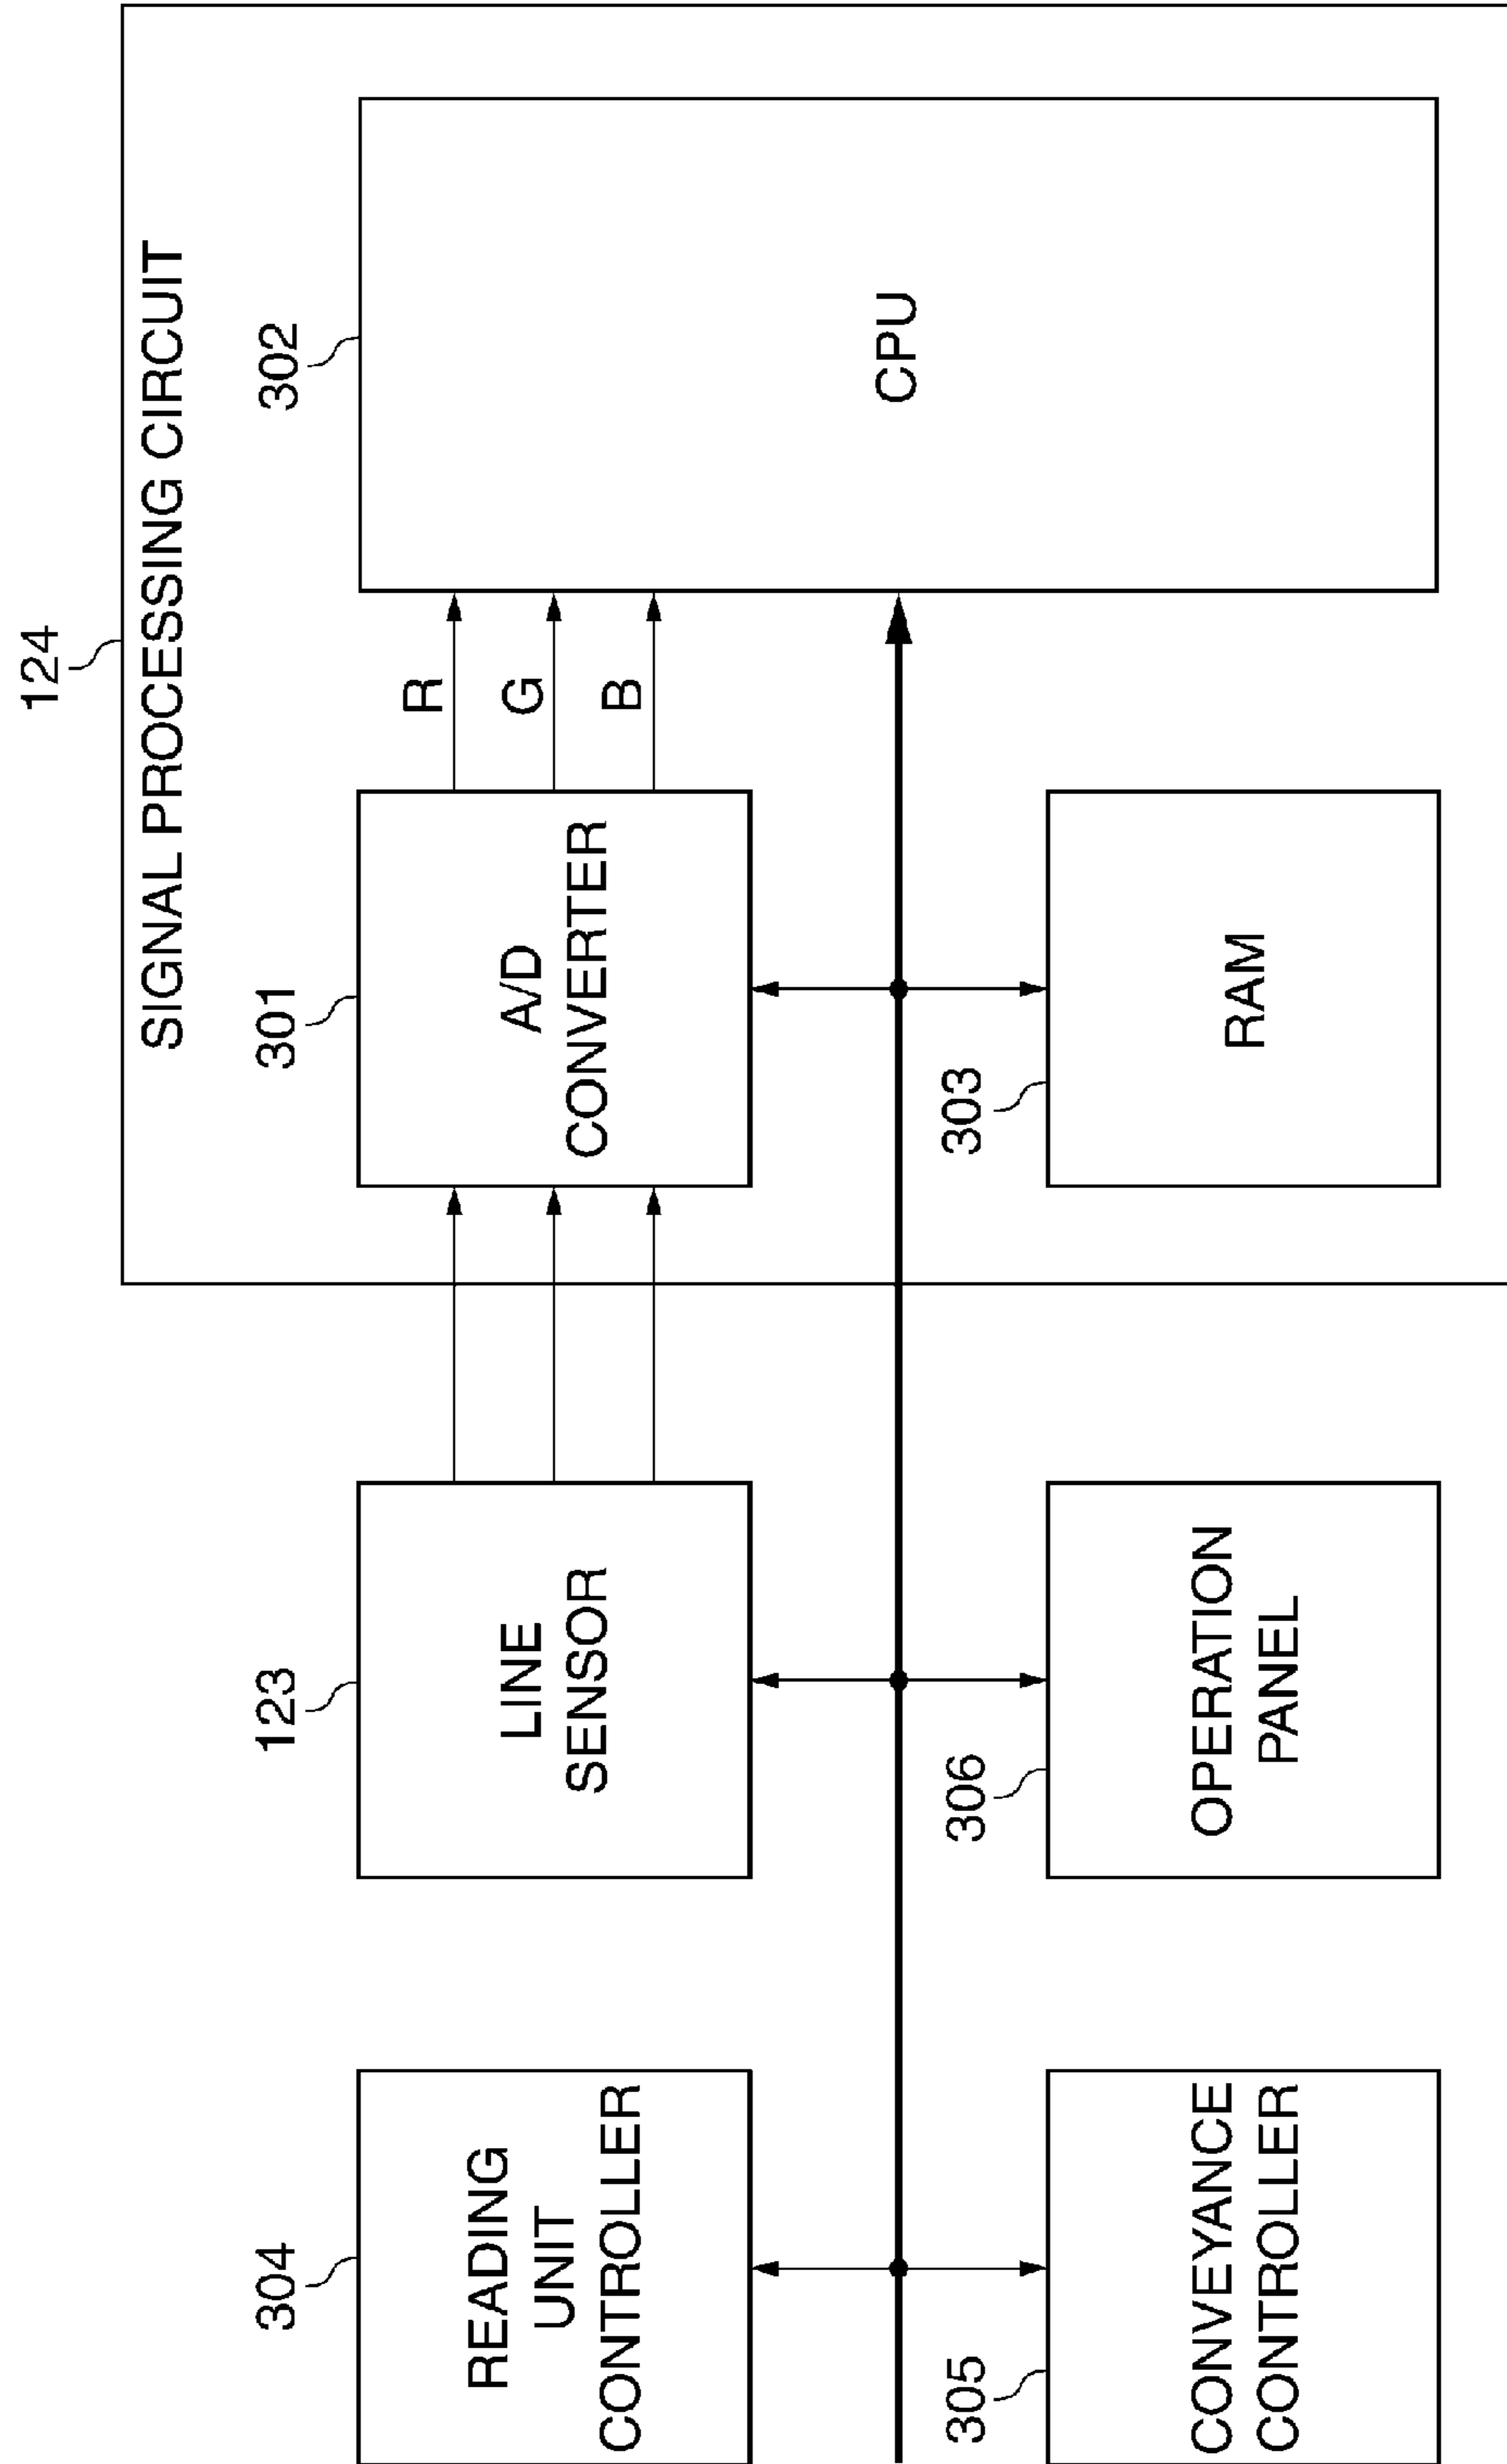 124
SIGNAL PROCESSING CIRCUIT
304
READING
UNIT
CONTROLLER
123
LINE
SENSOR
301
A/D
CONVERTER
R
G
B
302
CPU
305
CONVEYANCE
CONTROLLER
306
OPERATION
PANEL
303
RAM